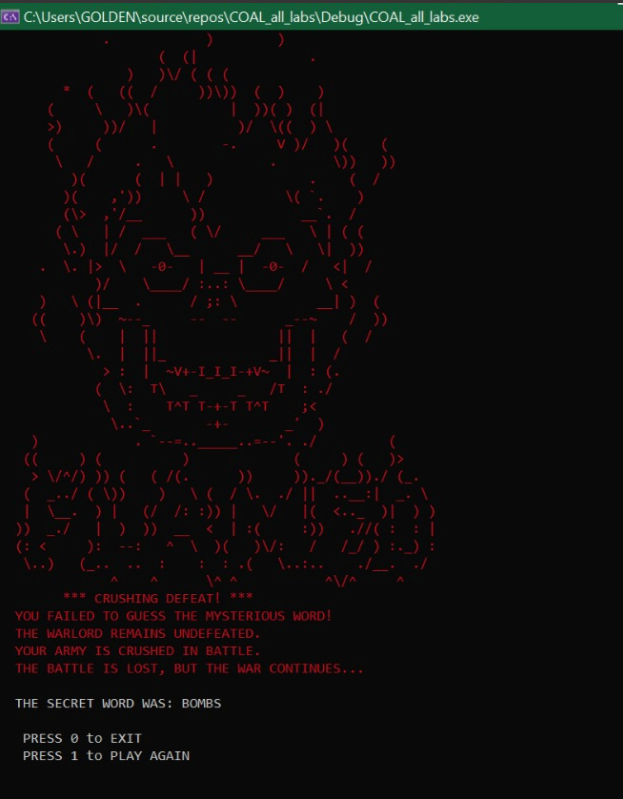 C:\Users\GOLDEN\source\repos\COAL_all_labs\Debug\COAL_all_labs.exe
*** CRUSHING DEFEAT! ***
YOU FAILED TO GUESS THE MYSTERIOUS WORD!
THE WARLORD REMAINS UNDEFEATED.
YOUR ARMY IS CRUSHED IN BATTLE.
THE BATTLE IS LOST, BUT THE WAR CONTINUES...
THE SECRET WORD WAS: BOMBS
PRESS 0 to EXIT
PRESS 1 to PLAY AGAIN